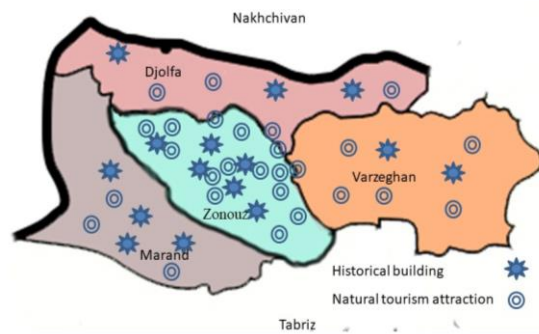 Nakhchivan
Djolfa
Varzeghan
Zonouz
Marand
Historical building
Natural tourism attraction
Tabriz